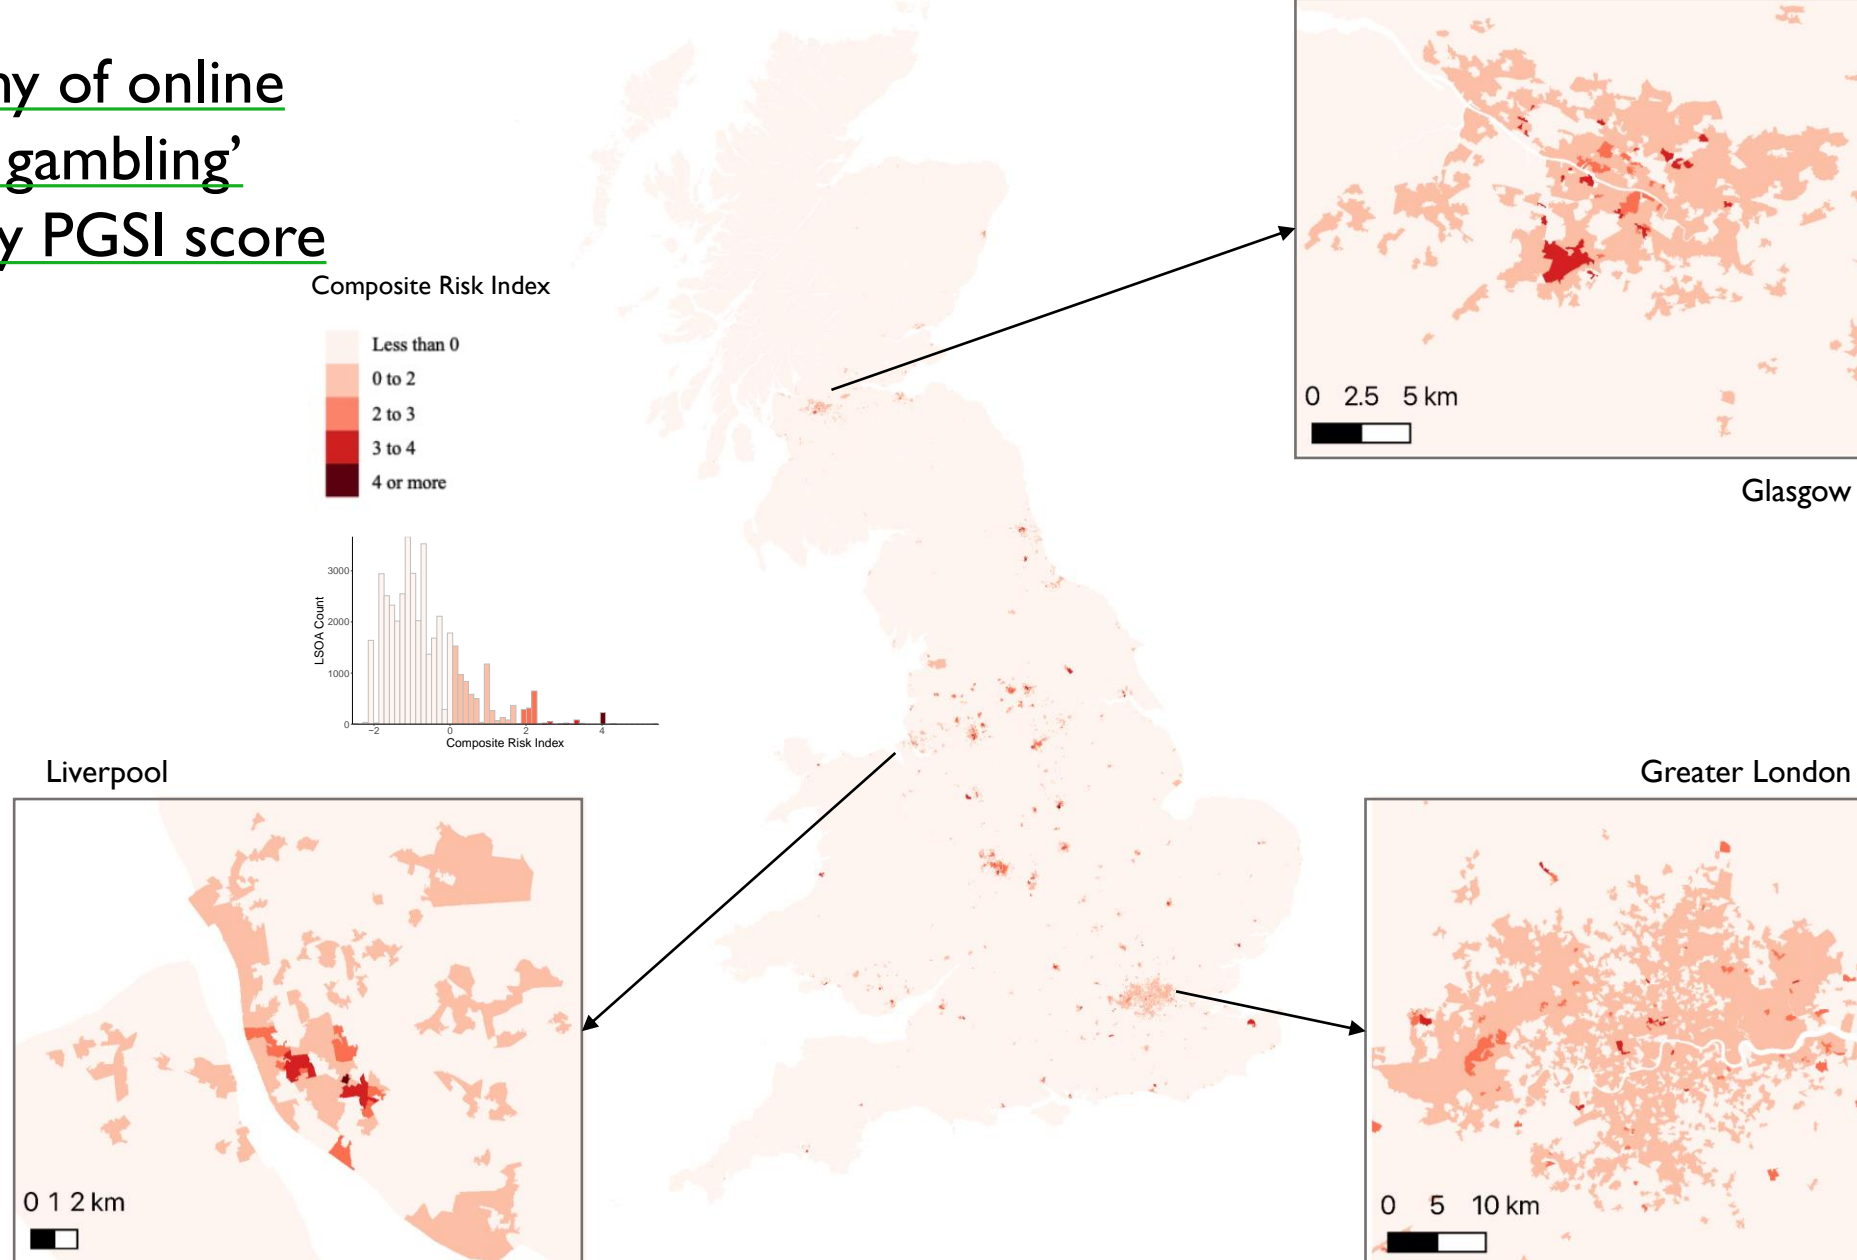 ny of online
gambling’
y PGSI score
Composite Risk Index
Less than 0
0 to 2
2 to 3
3 to 4
4 or more
3000
2000
1000
0
LSOA Count
−2 0 2 4
Composite Risk Index
0 2.5 5 km
Glasgow
Liverpool
0 1 2 km
Greater London
0 5 10 km